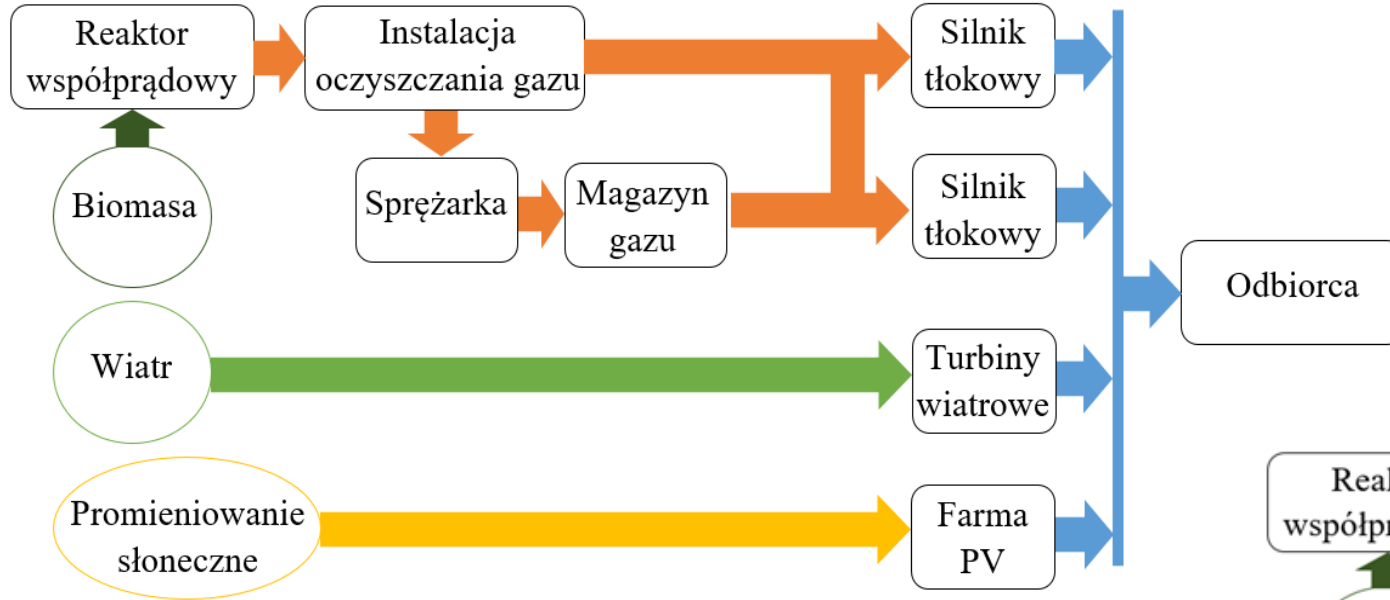 Reaktor
współprądowy
Instalacja
oczyszczania gazu
Silnik
tłokowy
Biomasa
Sprężarka
Magazyn
gazu
Silnik
tłokowy
Odbiorca
Wiatr
Turbiny
wiatrowe
Promieniowanie
słoneczne
Farma
PV